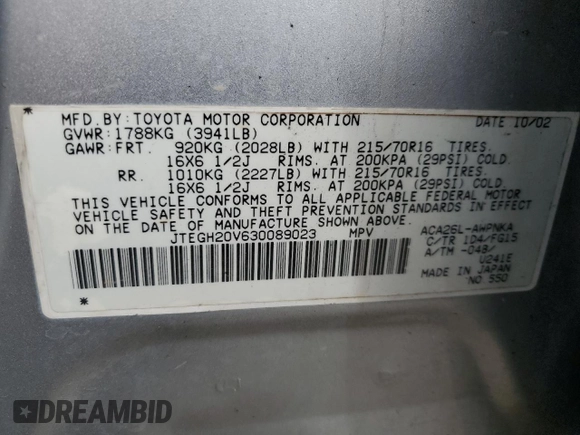 MFD. BY: TOYOTA MOTOR CORPORATION DATE 10/02
GVWR: 1788KG (3941LB)
GAWR: FRT. 920KG (2028LB) WITH 215/70R16 TIRES.
16X6 1/2J RIMS. AT 200KPA (29PSI) COLD.
RR. 1010KG (2227LB) WITH 215/70R16 TIRES.
16X6 1/2J RIMS. AT 200KPA (29PSI) COLD.
THIS VEHICLE CONFORMS TO ALL APPLICABLE FEDERAL MOTOR
VEHICLE SAFETY AND THEFT PREVENTION STANDARDS IN EFFECT
ON THE DATE OF MANUFACTURE SHOWN ABOVE.
JTEGH20V630089023 MPV
ACA26L-AWPNKA
C/TR 1D4/FG15
A/TM -04B/
U241E
MADE IN JAPAN
NO. 550
DREAMBID